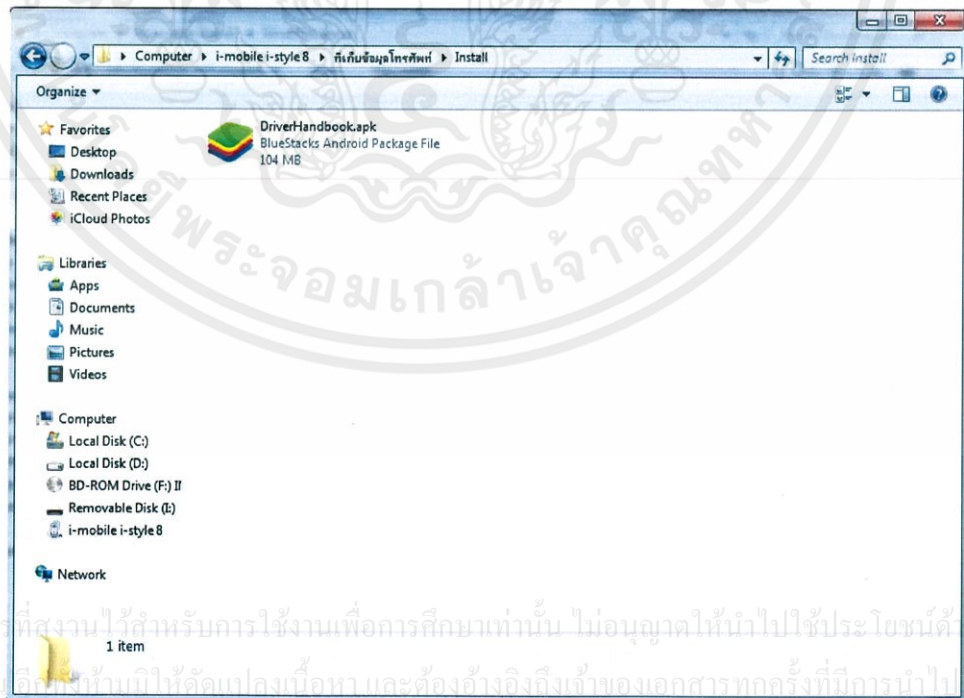 Computer ▸ i-mobile i-style 8 ▸ ที่เก็บข้อมูลโทรศัพท์ ▸ Install
Search Install
Organize
Favorites
Desktop
Downloads
Recent Places
iCloud Photos
Libraries
Apps
Documents
Music
Pictures
Videos
Computer
Local Disk (C:)
Local Disk (D:)
BD-ROM Drive (F:) II
Removable Disk (I:)
i-mobile i-style 8
Network
DriverHandbook.apk
BlueStacks Android Package File
104 MB
พระจอมเกล้าเจ้าคุณทหาร
ที่สงวนไว้สำหรับการใช้งานเพื่อการศึกษาเท่านั้น ไม่อนุญาตให้นำไปใช้ประโยชน์ด้า
1 item
ห้ามมิให้ดัดแปลงเนื้อหา และต้องอ้างอิงถึงเจ้าของเอกสารทุกครั้งที่มีการนำไป